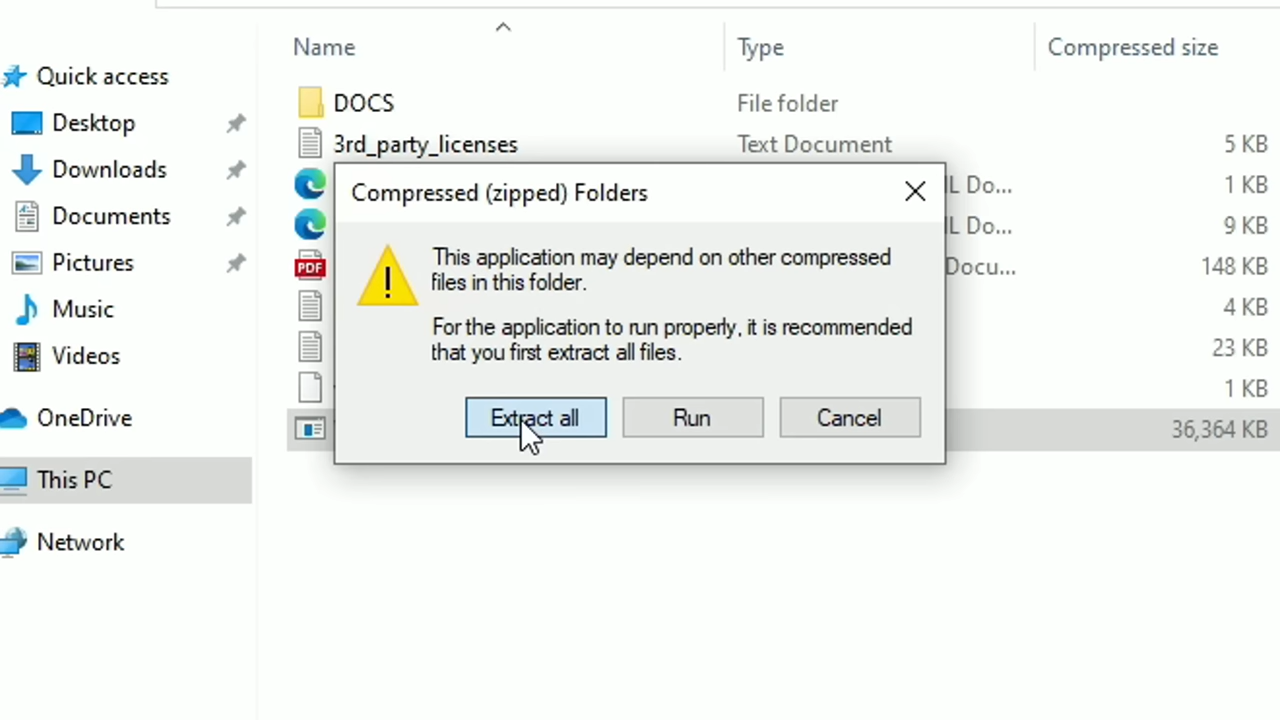 Name Type Compressed size
Quick access
Desktop
Downloads
Documents
Pictures
Music
Videos
OneDrive
This PC
Network
DOCS File folder
3rd_party_licenses Text Document 5 KB
L Do... 1 KB
L Do... 9 KB
PDF Docu... 148 KB
4 KB
23 KB
1 KB
36,364 KB
Compressed (zipped) Folders
This application may depend on other compressed
files in this folder.
For the application to run properly, it is recommended
that you first extract all files.
Extract all Run Cancel